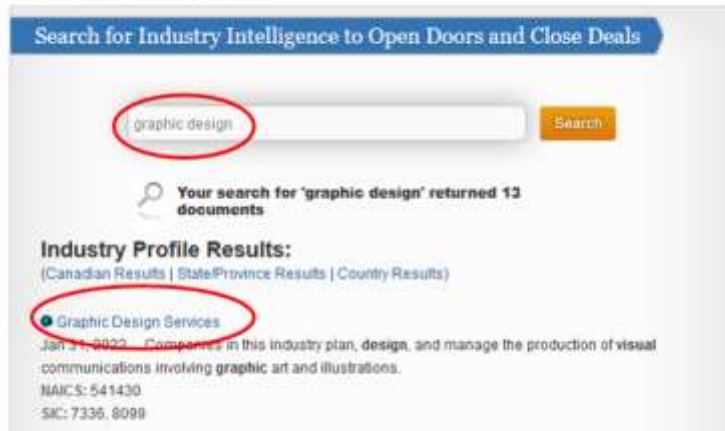 Search for Industry Intelligence to Open Doors and Close Deals
graphic design
Search
Your search for 'graphic design' returned 13
documents
Industry Profile Results:
(Canadian Results | State/Province Results | Country Results)
Graphic Design Services
Jan 31, 2022 Companies in this industry plan, design, and manage the production of visual
communications involving graphic art and illustrations.
NAICS: 541430
SIC: 7336, 8099